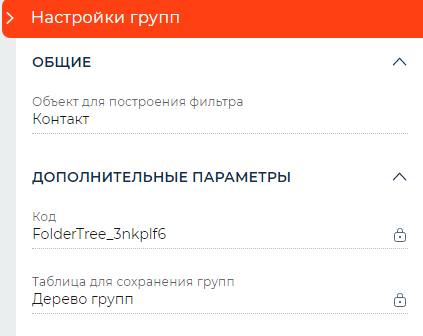 Настройки групп
ОБЩИЕ
Объект для построения фильтра
Контакт
ДОПОЛНИТЕЛЬНЫЕ ПАРАМЕТРЫ
Код
FolderTree_3nkplf6
Таблица для сохранения групп
Дерево групп